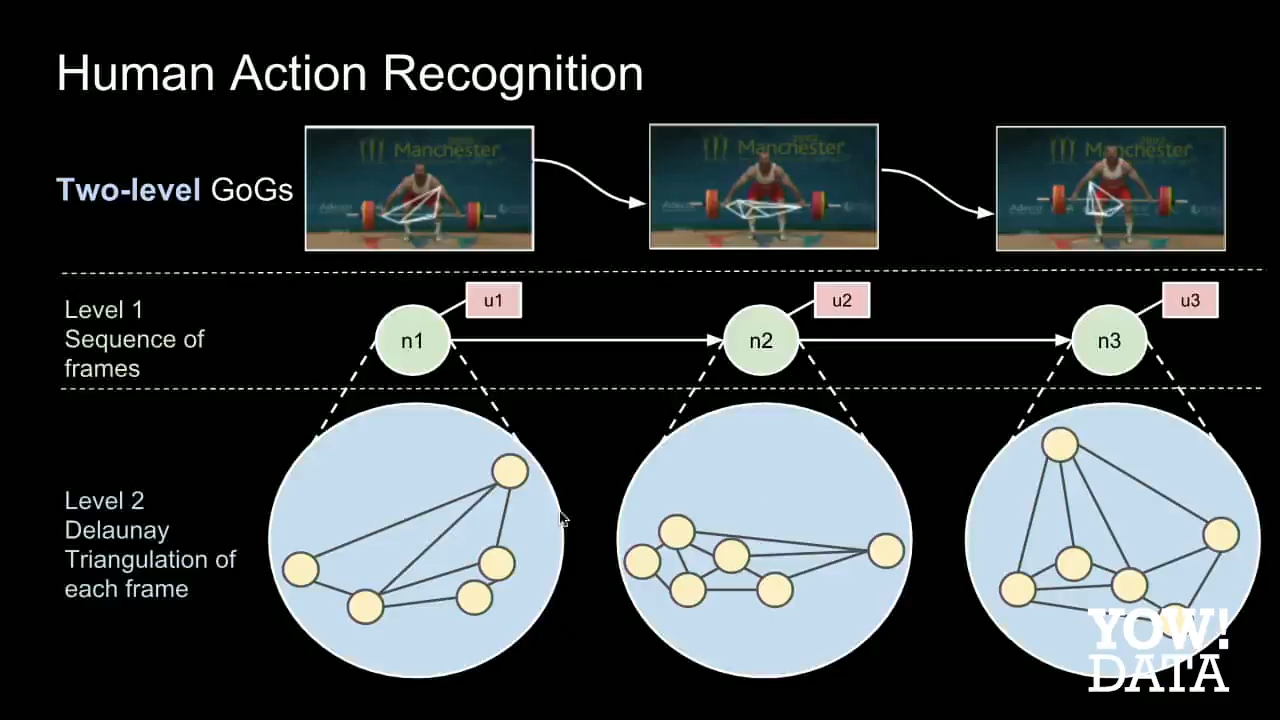 Human Action Recognition
Two-level GoGs
Manchester
Manchester
Manchester
Level 1
Sequence of
frames
n1
u1
n2
u2
n3
u3
Level 2
Delaunay
Triangulation of
each frame
YOW!
DATA